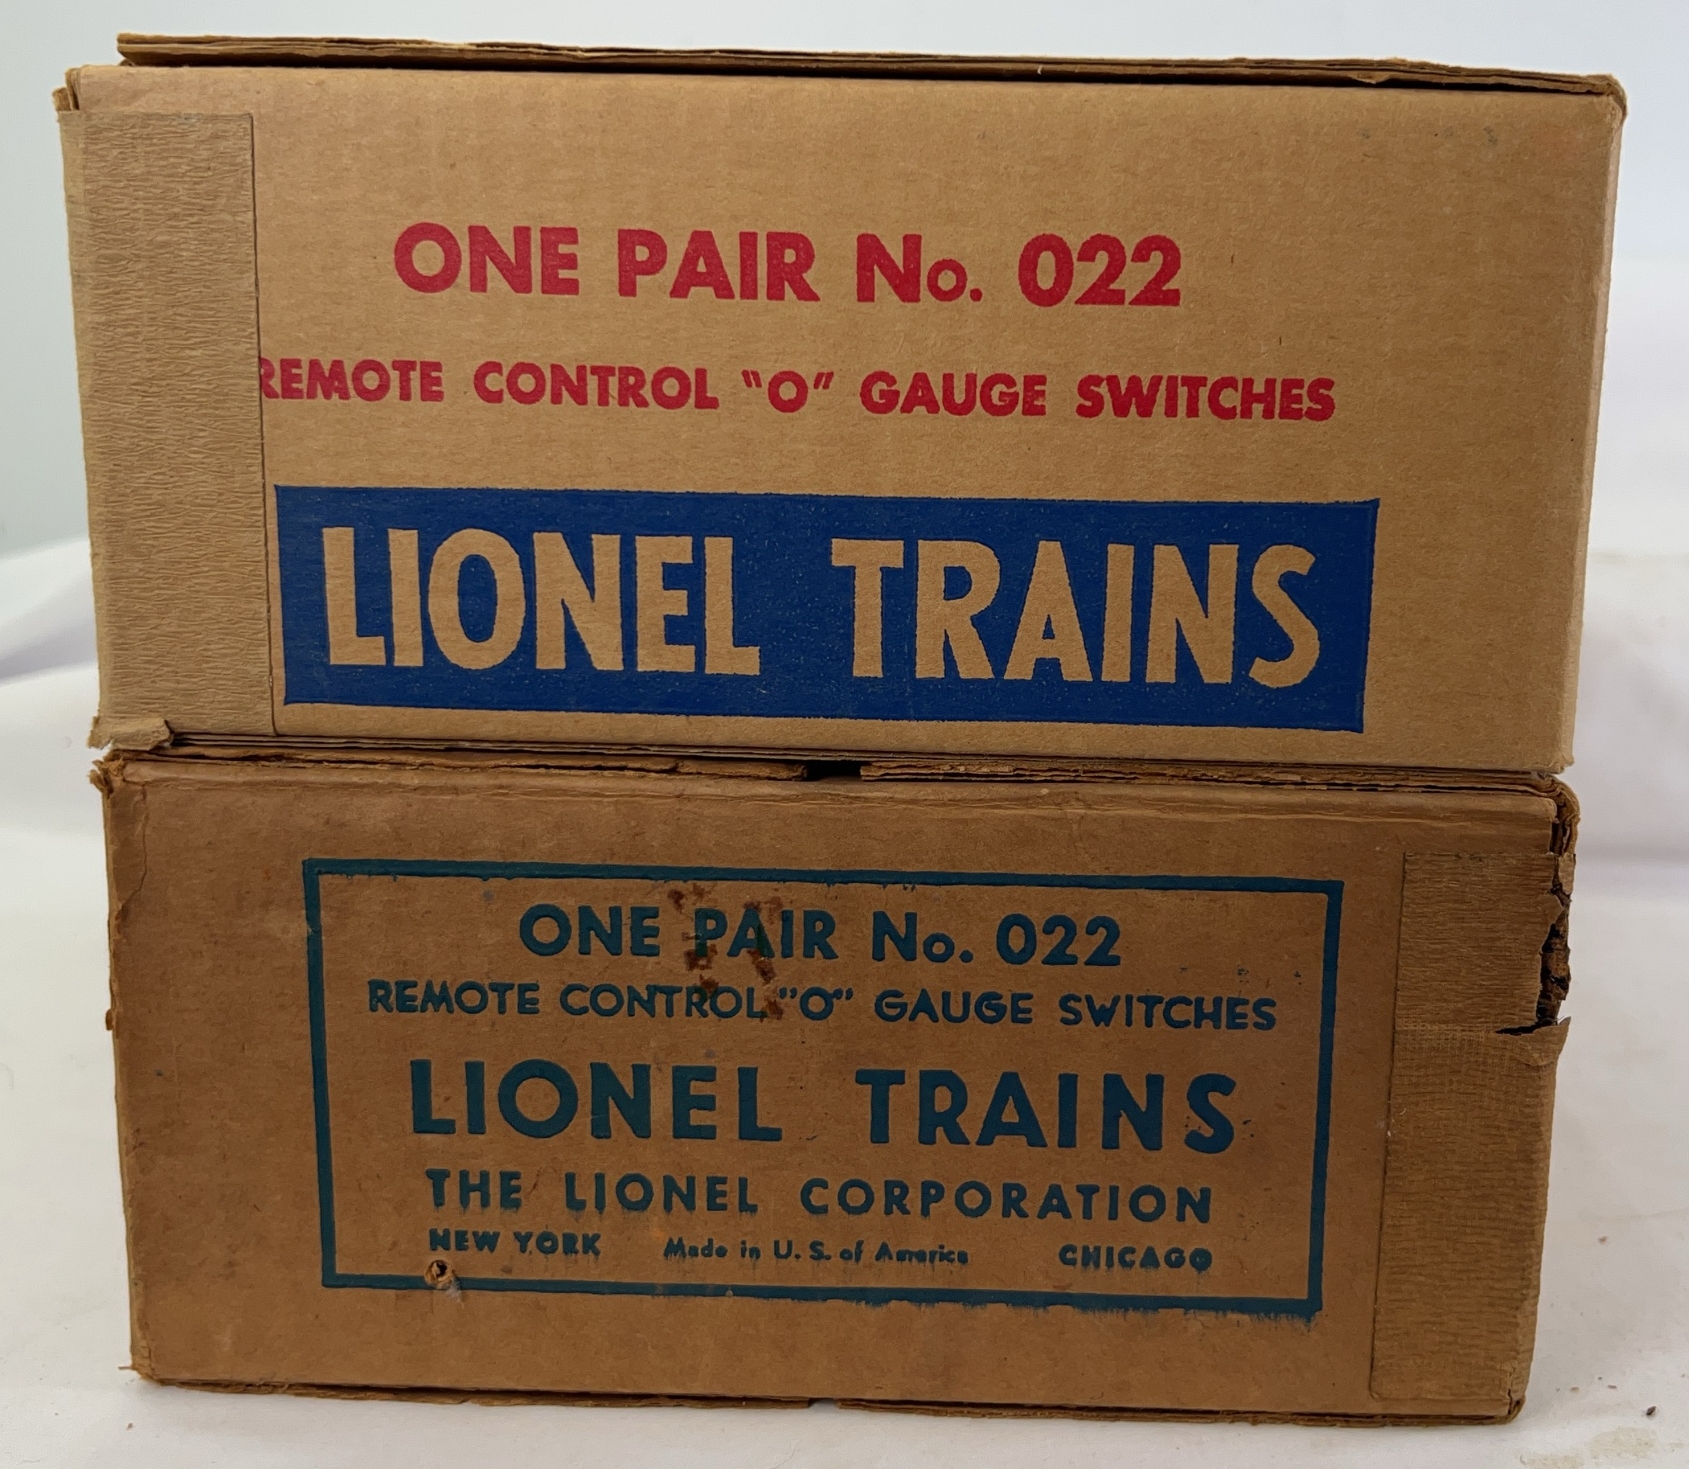 ONE PAIR No. 022
REMOTE CONTROL "O" GAUGE SWITCHES
LIONEL TRAINS
ONE PAIR No. 022
REMOTE CONTROL "O" GAUGE SWITCHES
LIONEL TRAINS
THE LIONEL CORPORATION
NEW YORK Made in U. S. of America CHICAGO